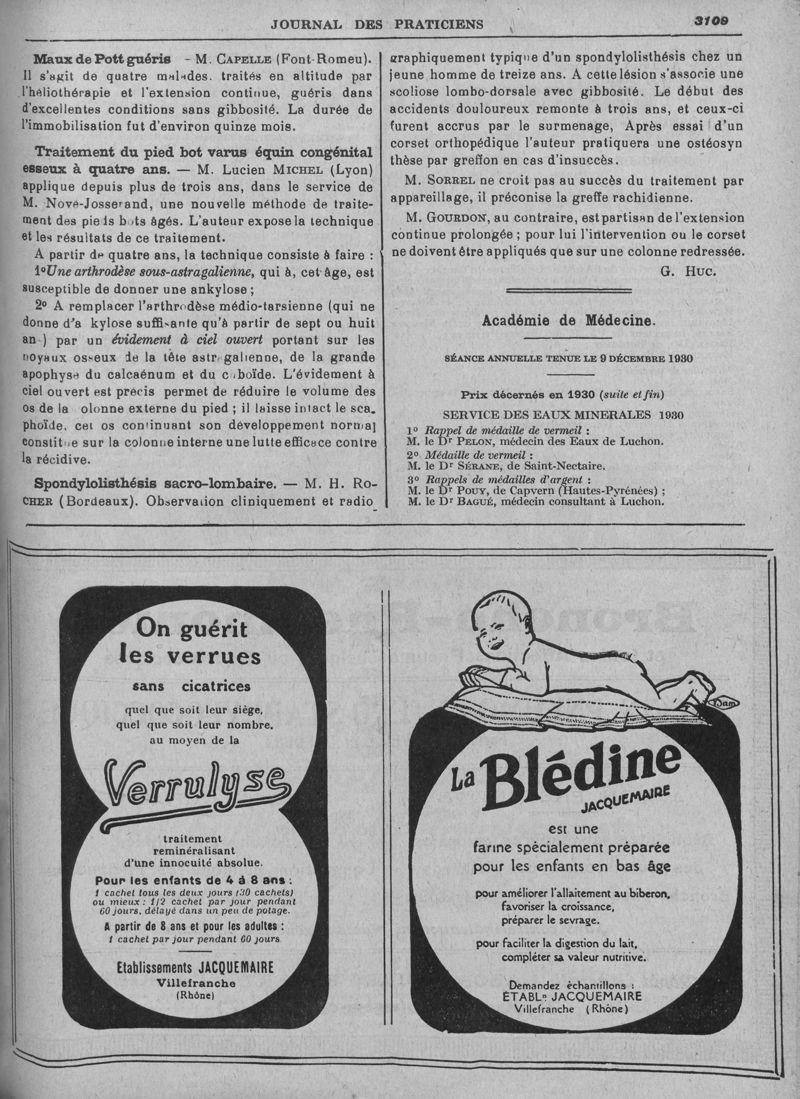 JOURNAL DES PRATICIENS
3109
Maux de Pott guéris - M. CAPELLE (Font-Romeu).
Il s'agit de quatre malades. traités en altitude par
l'héliothérapie et l'extension continue, guéris dans
d'excellentes conditions sans gibbosité. La durée de
l'immobilisation fut d'environ quinze mois.
Traitement du pied bot varus équin congénital
esseux à quatre ans. — M. Lucien MICHEL (Lyon)
applique depuis plus de trois ans, dans le service de
M. Nové-Josserand, une nouvelle méthode de traite-
ment des pieds bots âgés. L'auteur expose la technique
et les résultats de ce traitement.
A partir de quatre ans, la technique consiste à faire :
1º Une arthrodèse sous-astragalienne, qui à, cet âge, est
susceptible de donner une ankylose ;
2º A remplacer l'arthrodèse médio-tarsienne (qui ne
donne d'a kylose suffisante qu'à partir de sept ou huit
an-) par un évidement à ciel ouvert portant sur les
noyaux osseux de la tête astragalienne, de la grande
apophyse du calcaénum et du cuboïde. L'évidement à
ciel ouvert est précis permet de réduire le volume des
os de la olonne externe du pied ; il laisse intact le sca.
phoïde, cet os continuant son développement normal
constitue sur la colonne interne une lutte efficace contre
la récidive.
Spondylolisthésis sacro-lombaire. — M. H. RO-
CHER (Bordeaux). Observation cliniquement et radio
graphiquement typique d'un spondylolisthésis chez un
jeune homme de treize ans. A cette lésion s'associe une
scoliose lombo-dorsale avec gibbosité. Le début des
accidents douloureux remonte à trois ans, et ceux-ci
furent accrus par le surmenage, Après essai d'un
corset orthopédique l'auteur pratiquera une ostéosyn
thèse par greffon en cas d'insuccès.
M. SORREL ne croit pas au succès du traitement par
appareillage, il préconise la greffe rachidienne.
M. GOURDON, au contraire, est partisan de l'extension
continue prolongée ; pour lui l'intervention ou le corset
ne doivent être appliqués que sur une colonne redressée.
G. HUC.
Académie de Médecine.
SÉANCE ANNUELLE TENUE LE 9 DÉCEMBRE 1930
Prix décernés en 1930 (suite et fin)
SERVICE DES EAUX MINERALES 1930
1º Rappel de médaille de vermeil :
M. le Dr PELON, médecin des Eaux de Luchon.
2º Médaille de vermeil :
M. le Dr SÉRANE, de Saint-Nectaire.
3º Rappels de médailles d'argent :
M. le Dr POUY, de Capvern (Hautes-Pyrénées) ;
M. le Dr BAGUÉ, médecin consultant à Luchon.
On guérit
les verrues
sans cicatrices
quel que soit leur siège,
quel que soit leur nombre,
au moyen de la
Verrulyse
traitement
reminéralisant
d'une innocuité absolue.
Pour les enfants de 4 à 8 ans :
1 cachet tous les deux jours (30 cachets)
ou mieux : 1/2 cachet par jour pendant
60 jours, délayé dans un peu de potage.
A partir de 8 ans et pour les adultes :
1 cachet par jour pendant 60 jours
Etablissements JACQUEMAIRE
Villefranche
(Rhône)
La Blédine
JACQUEMAIRE
est une
farine spécialement préparée
pour les enfants en bas âge
pour améliorer l'allaitement au biberon,
favoriser la croissance,
préparer le sevrage.
pour faciliter la digestion du lait,
compléter sa valeur nutritive.
Demandez échantillons :
ETABLts JACQUEMAIRE
Villefranche (Rhône)